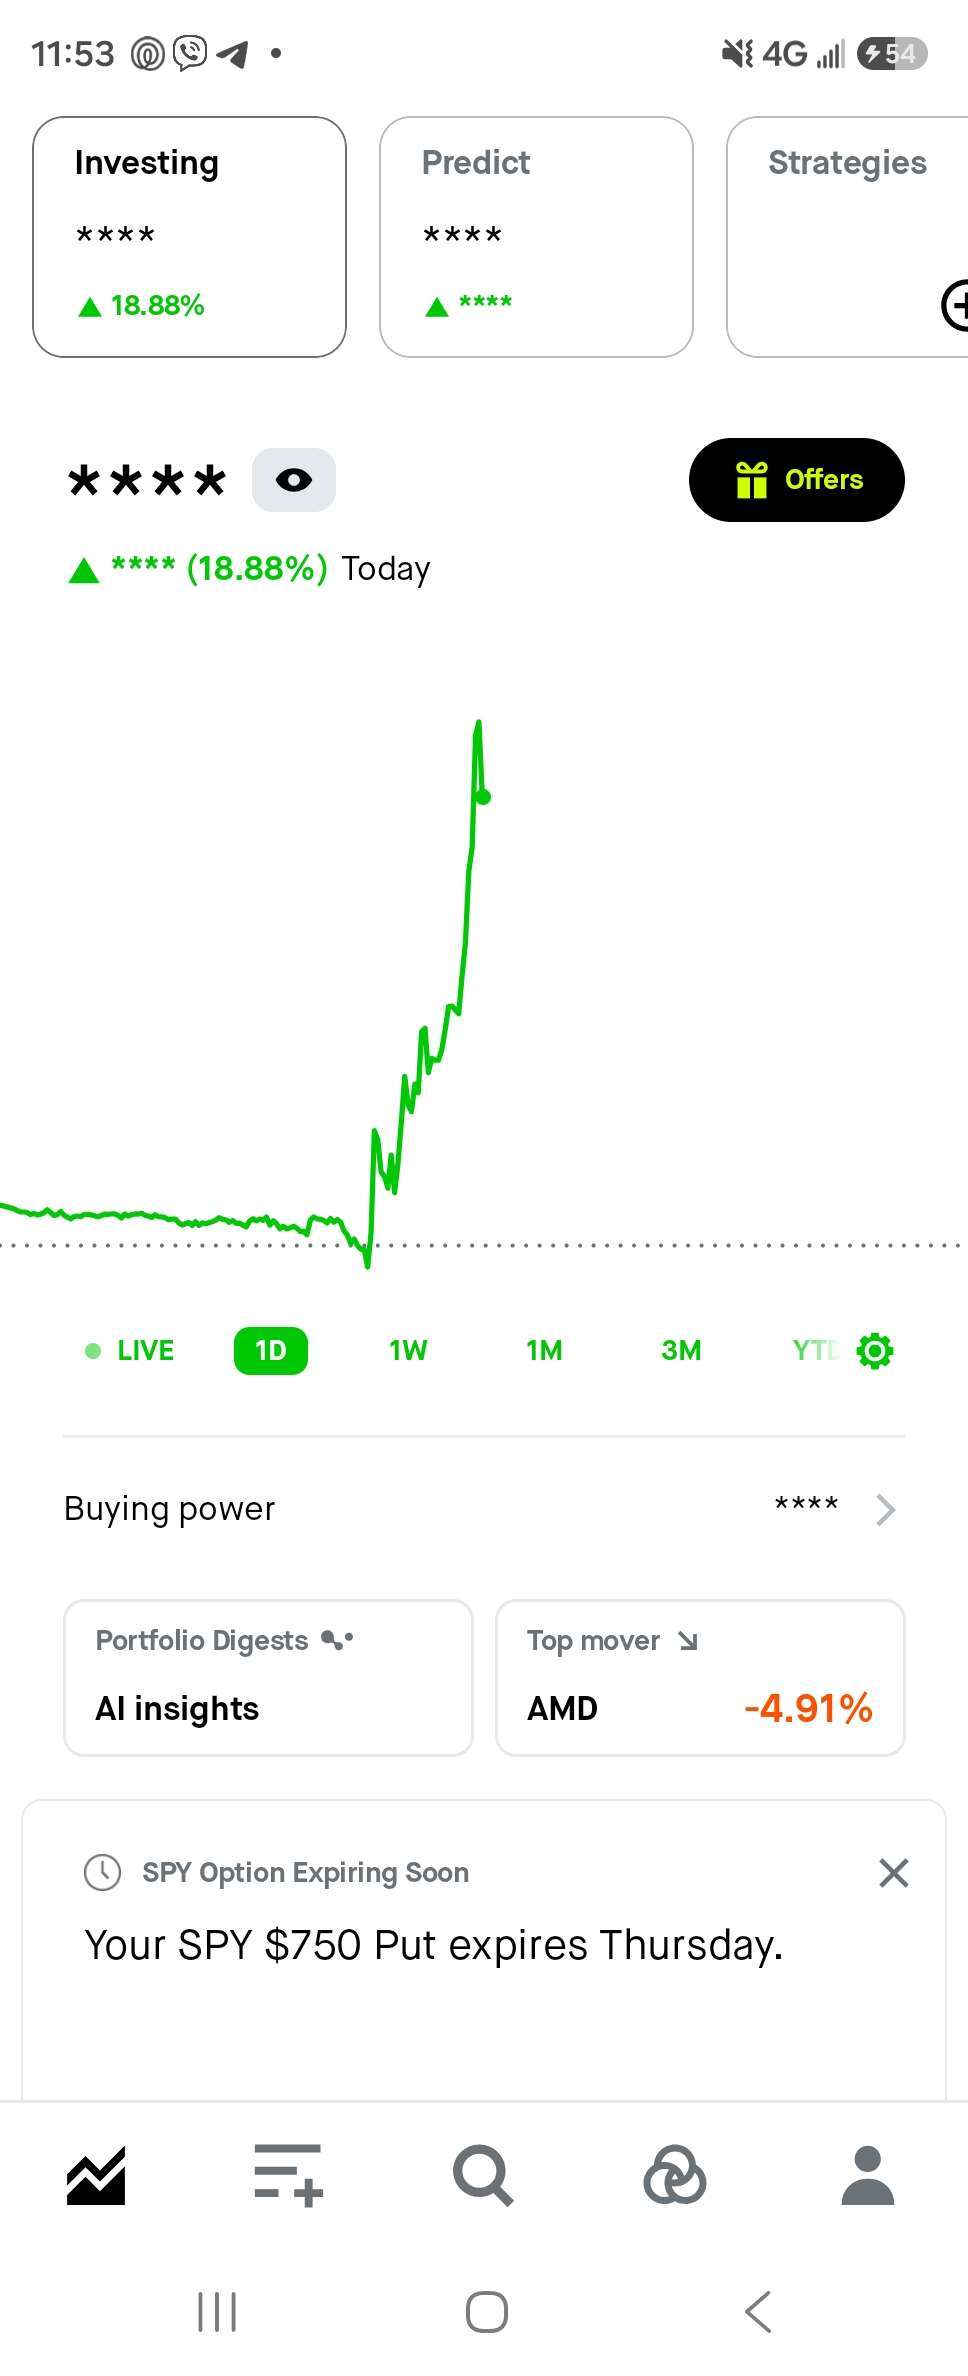 11:53
4G
54
Investing
Predict
Strategies
****
****
▲ 18.88%
▲ ****
****
Offers
▲ **** (18.88%) Today
LIVE 1D 1W 1M 3M YTD
Buying power **** >
Portfolio Digests
AI insights
Top mover ↘
AMD -4.91%
SPY Option Expiring Soon
Your SPY $750 Put expires Thursday.